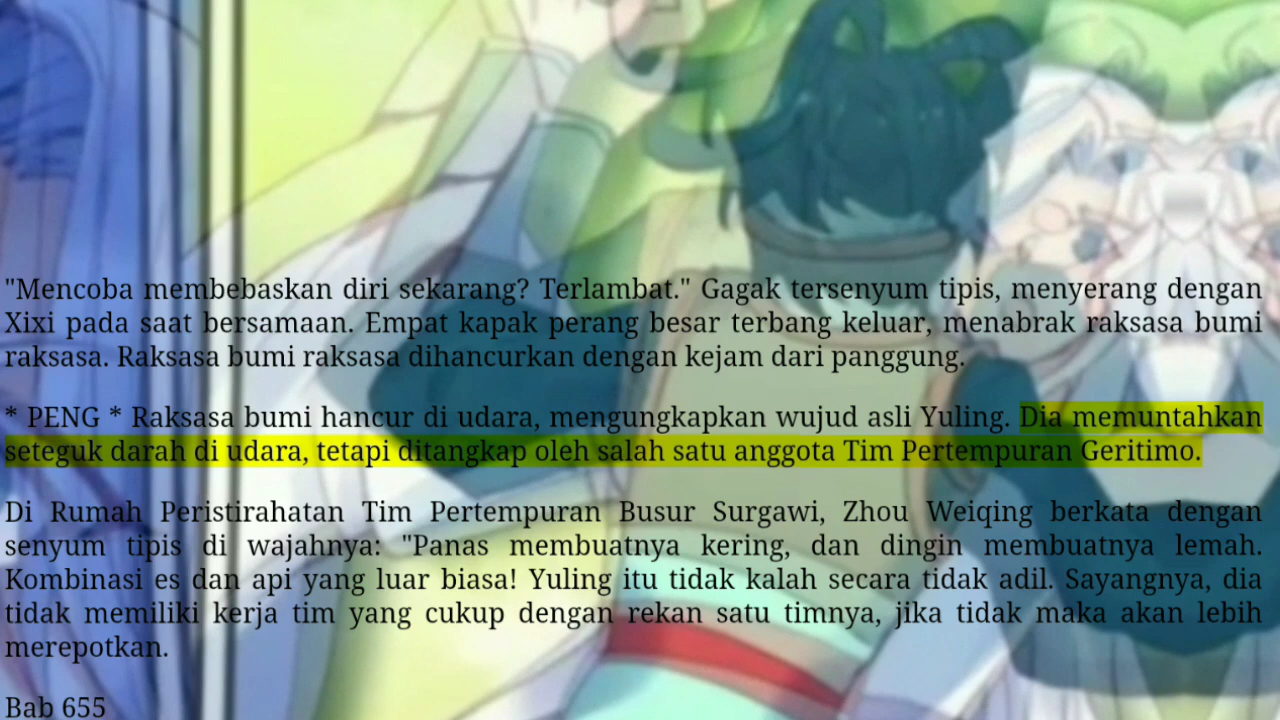 "Mencoba membebaskan diri sekarang? Terlambat." Gagak tersenyum tipis, menyerang dengan
Xixi pada saat bersamaan. Empat kapak perang besar terbang keluar, menabrak raksasa bumi
raksasa. Raksasa bumi raksasa dihancurkan dengan kejam dari panggung.
* PENG * Raksasa bumi hancur di udara, mengungkapkan wujud asli Yuling. Dia memuntahkan
seteguk darah di udara, tetapi ditangkap oleh salah satu anggota Tim Pertempuran Geritimo.
Di Rumah Peristirahatan Tim Pertempuran Busur Surgawi, Zhou Weiqing berkata dengan
senyum tipis di wajahnya: "Panas membuatnya kering, dan dingin membuatnya lemah.
Kombinasi es dan api yang luar biasa! Yuling itu tidak kalah secara tidak adil. Sayangnya, dia
tidak memiliki kerja tim yang cukup dengan rekan satu timnya, jika tidak maka akan lebih
merepotkan.
Bab 655